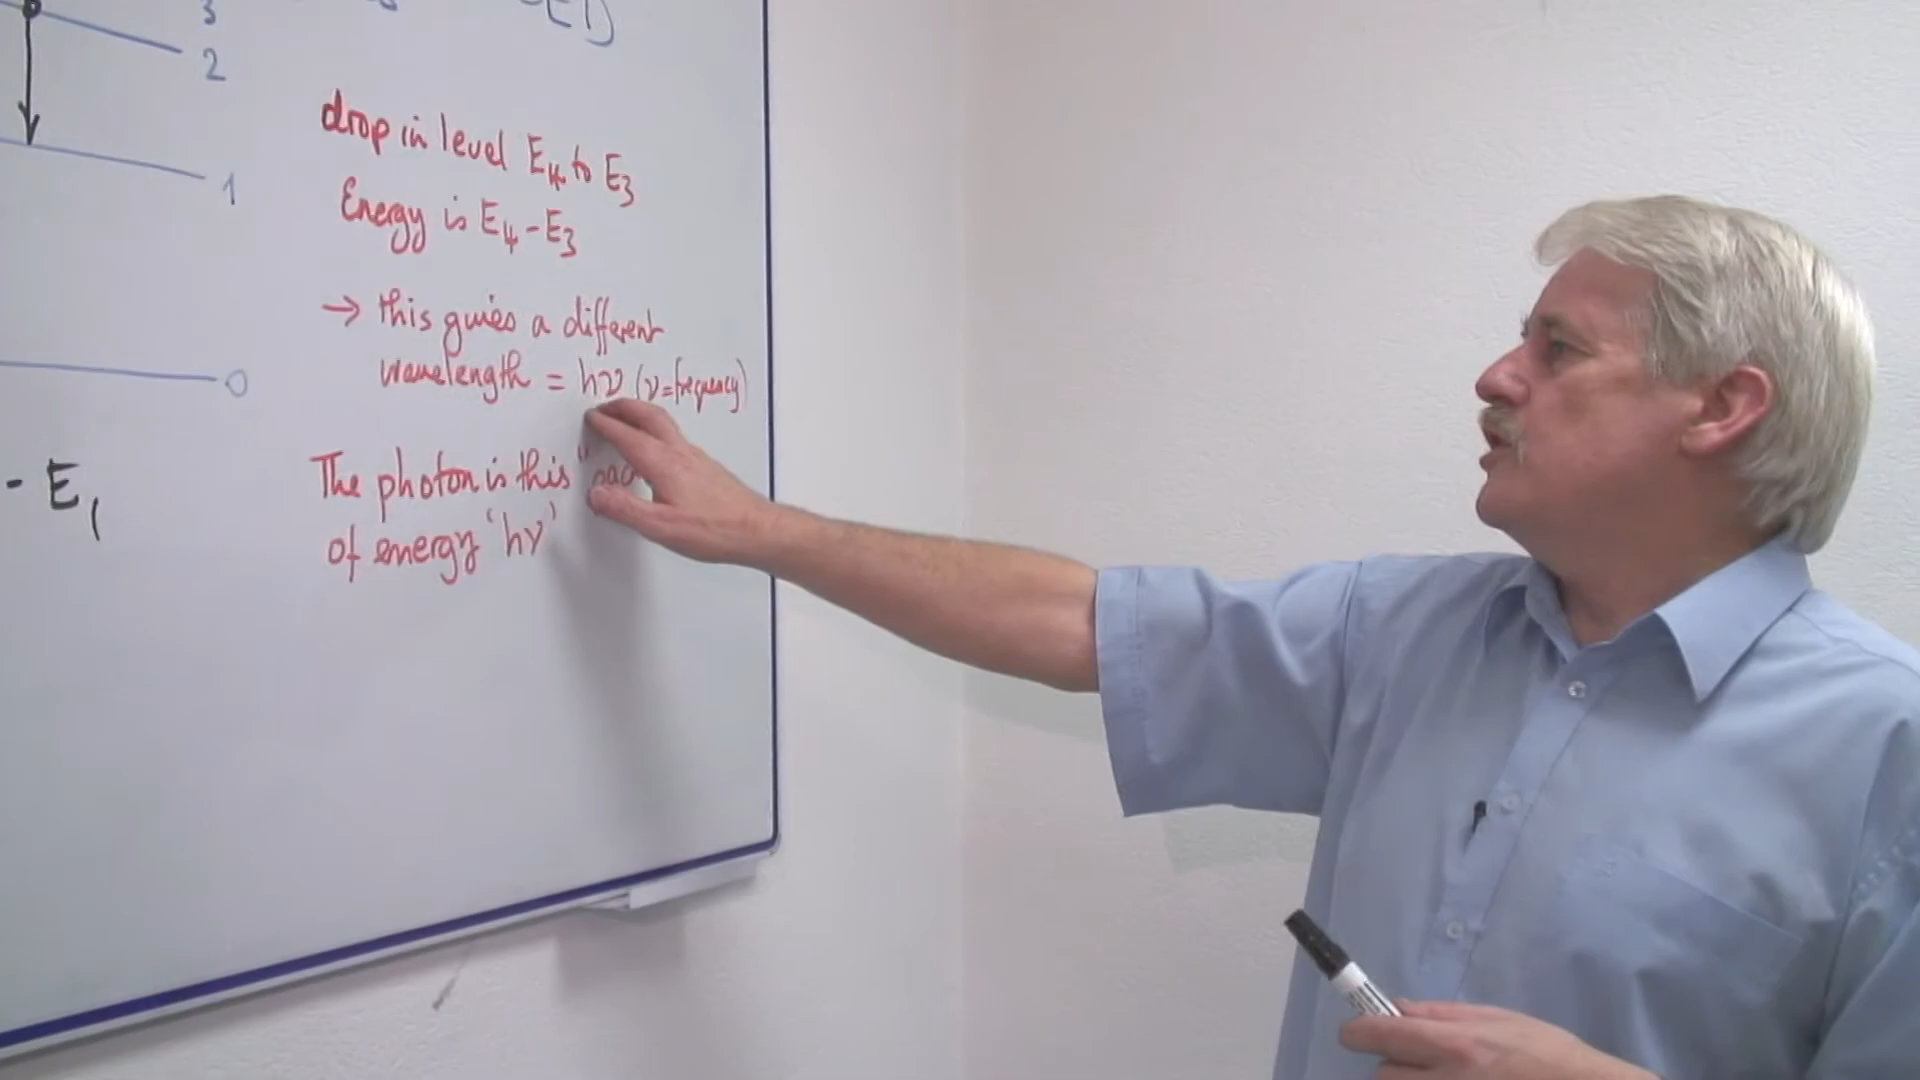 3
2
drop in level E4 to E3
1
Energy is E4 - E3
→ this gives a different
wavelength = hν (ν = frequency)
0
The photon is this
- E1
of energy 'hν'